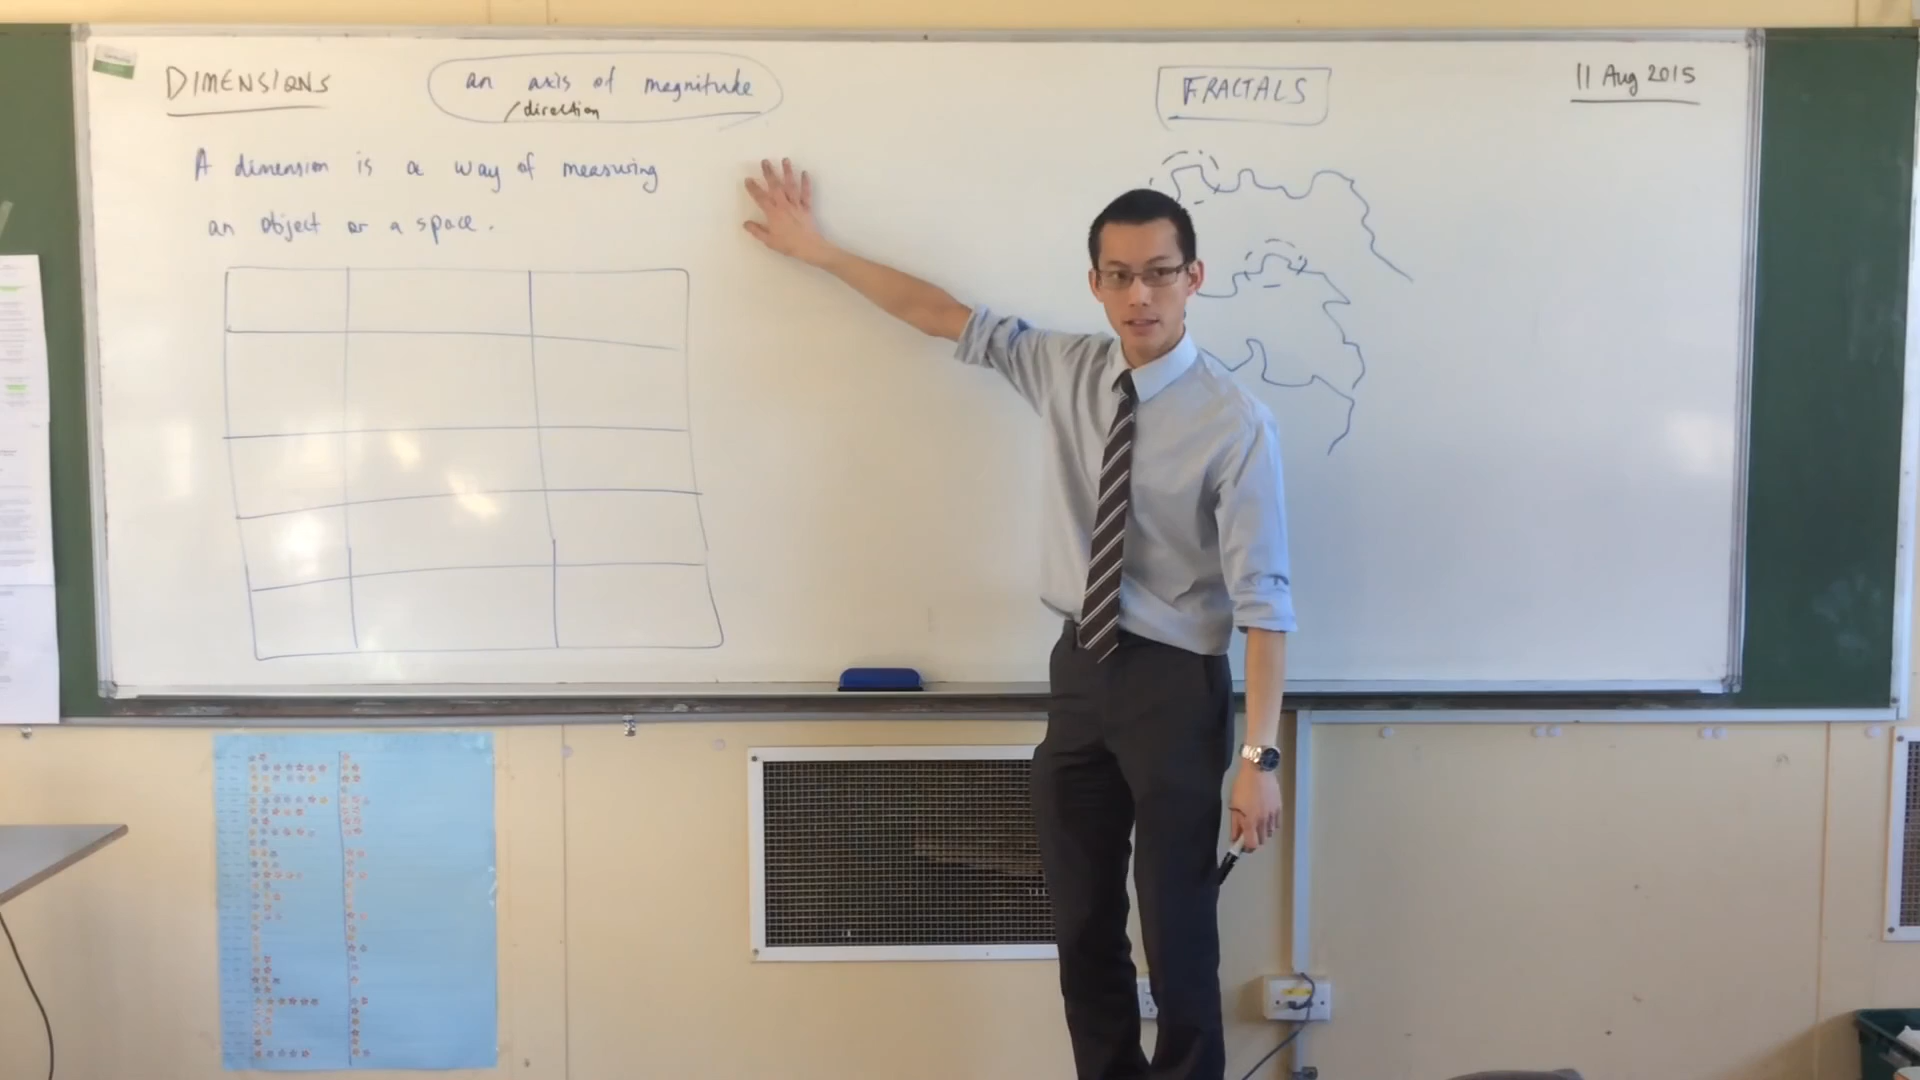 DIMENSIONS
an axis of magnitude
/direction
A dimension is a way of measuring
an object or a space.
FRACTALS
11 Aug 2015